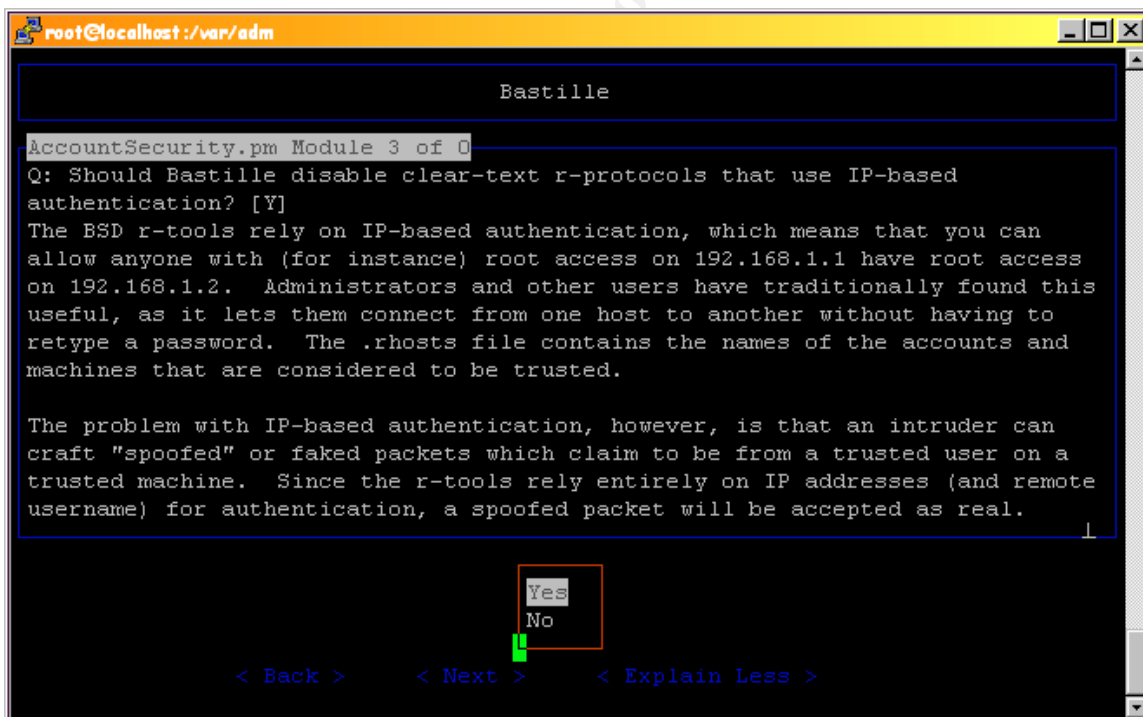 root@localhost:/var/adm
Bastille
AccountSecurity.pm Module 3 of 0
Q: Should Bastille disable clear-text r-protocols that use IP-based
authentication? [Y]
The BSD r-tools rely on IP-based authentication, which means that you can
allow anyone with (for instance) root access on 192.168.1.1 have root access
on 192.168.1.2.  Administrators and other users have traditionally found this
useful, as it lets them connect from one host to another without having to
retype a password.  The .rhosts file contains the names of the accounts and
machines that are considered to be trusted.
The problem with IP-based authentication, however, is that an intruder can
craft "spoofed" or faked packets which claim to be from a trusted user on a
trusted machine.  Since the r-tools rely entirely on IP addresses (and remote
username) for authentication, a spoofed packet will be accepted as real.
Yes
No
< Back > < Next > < Explain Less >